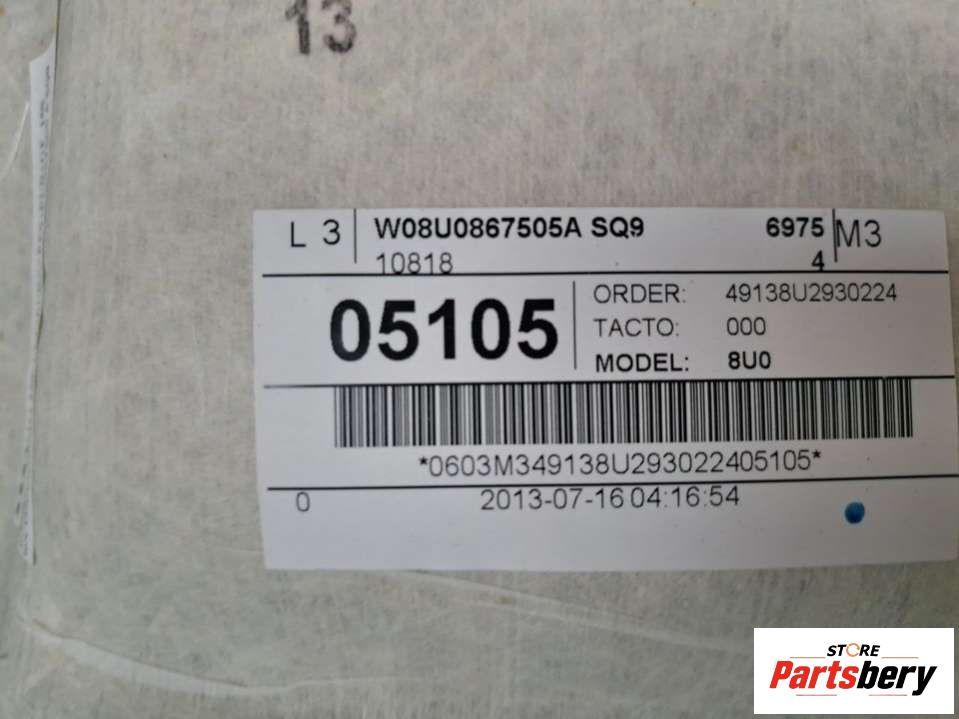 13
L 3 W08U0867505A SQ9 6975 M3
10818 4
05105
ORDER: 49138U2930224
TACTO: 000
MODEL: 8U0
*0603M349138U293022405105*
0 2013-07-16 04:16:54
STORE
Partsbery